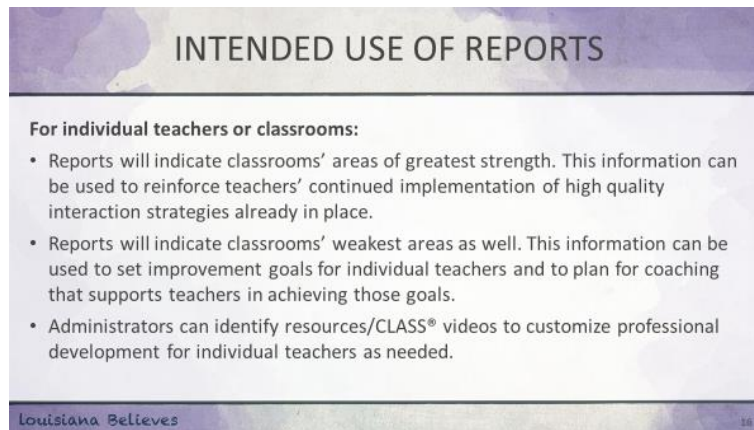 INTENDED USE OF REPORTS
For individual teachers or classrooms:
• Reports will indicate classrooms' areas of greatest strength. This information can
be used to reinforce teachers' continued implementation of high quality
interaction strategies already in place.
• Reports will indicate classrooms' weakest areas as well. This information can be
used to set improvement goals for individual teachers and to plan for coaching
that supports teachers in achieving those goals.
• Administrators can identify resources/CLASS® videos to customize professional
development for individual teachers as needed.
Louisiana Believes